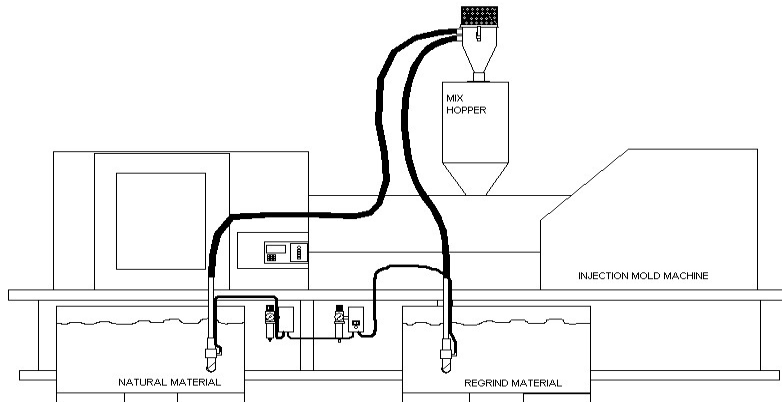 MIX
HOPPER
INJECTION MOLD MACHINE
NATURAL MATERIAL
REGRIND MATERIAL